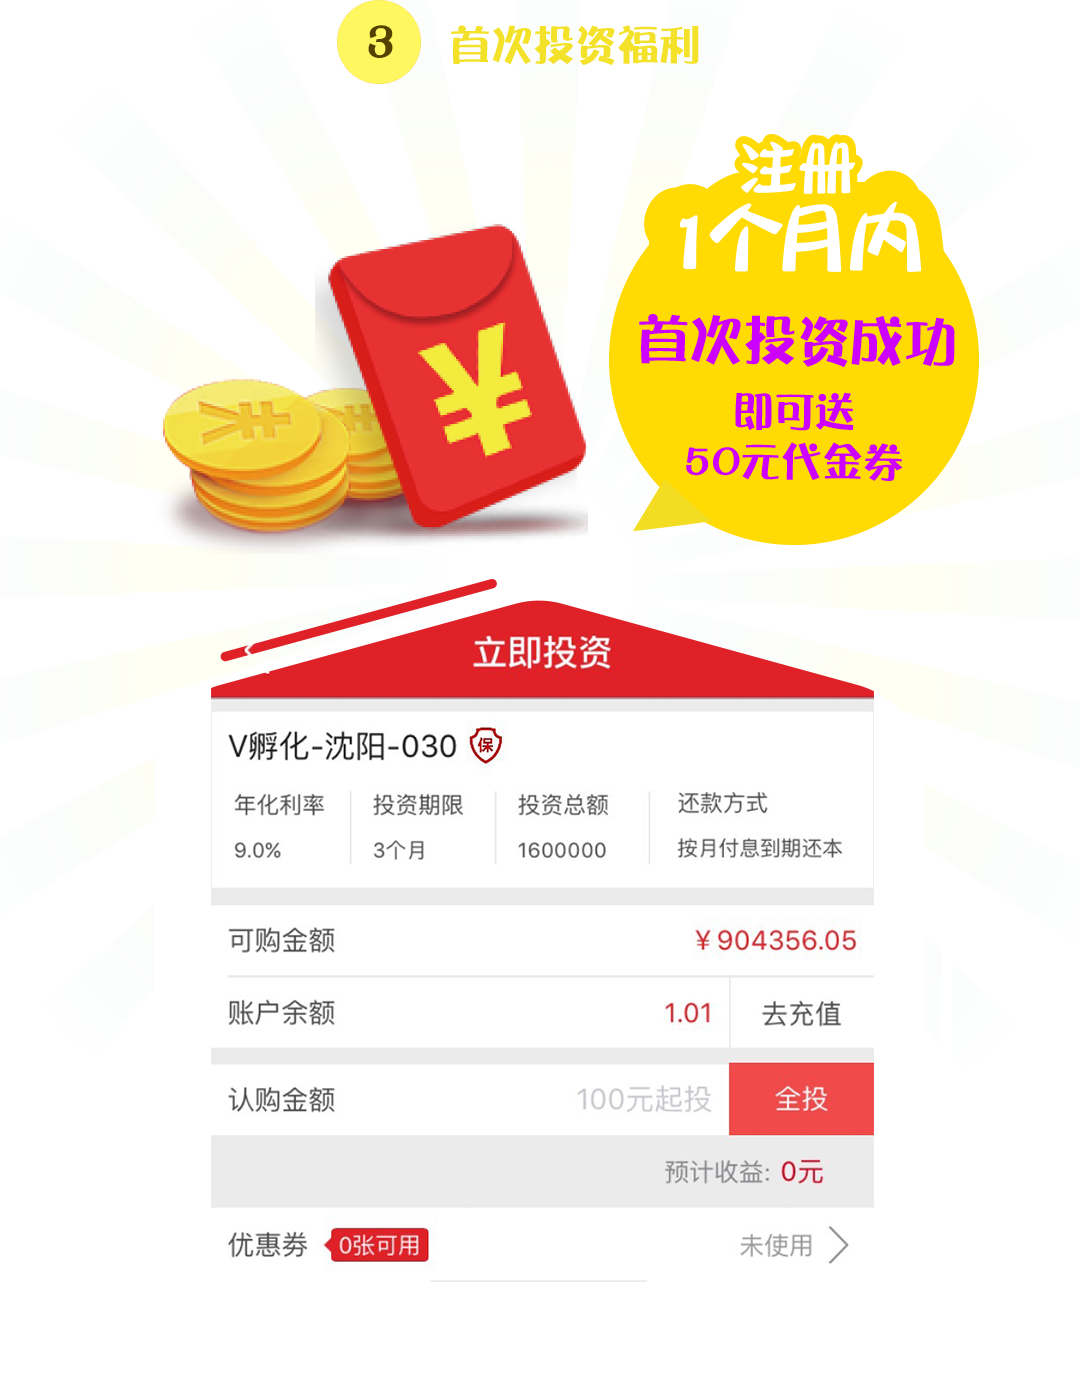 3 首次投资福利
注册
1个月内
首次投资成功
即可送
50元代金券
立即投资
V孵化-沈阳-030 保
年化利率 投资期限 投资总额 还款方式
9.0% 3个月 1600000 按月付息到期还本
可购金额 ¥904356.05
账户余额 1.01 去充值
认购金额 100元起投 全投
预计收益: 0元
优惠券 0张可用 未使用